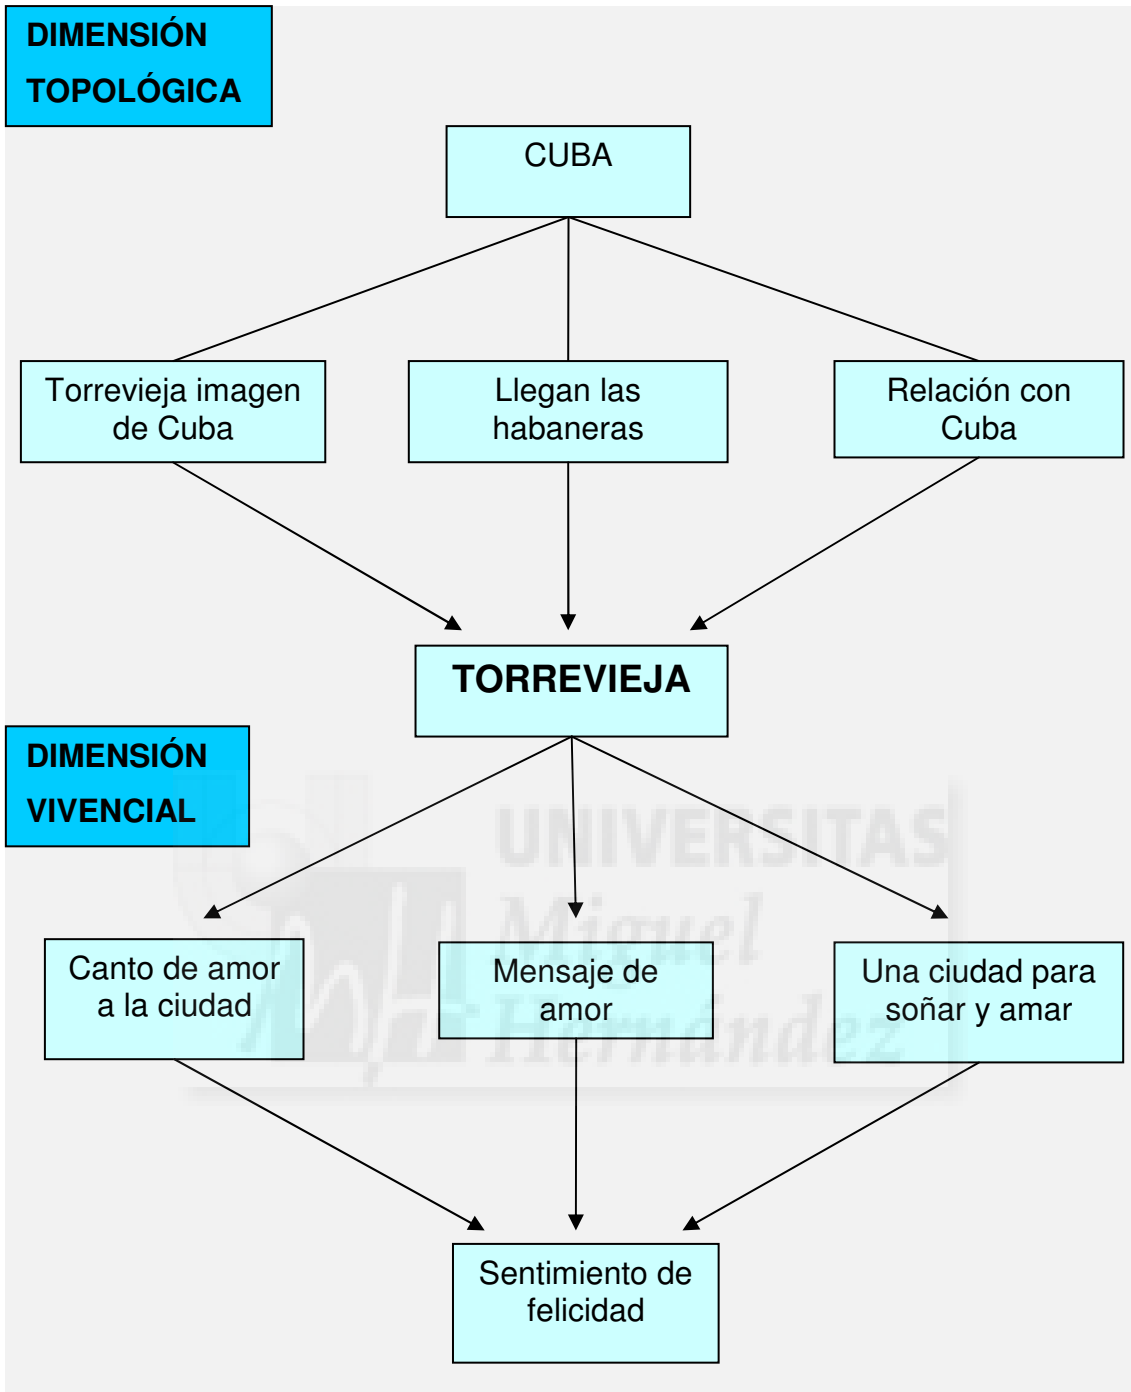 DIMENSIÓN
TOPOLÓGICA
CUBA
Torrevieja imagen
de Cuba
Llegan las
habaneras
Relación con
Cuba
TORREVIEJA
DIMENSIÓN
VIVENCIAL
UNIVERSITAS
Miguel
Hernández
Canto de amor
a la ciudad
Mensaje de
amor
Una ciudad para
soñar y amar
Sentimiento de
felicidad